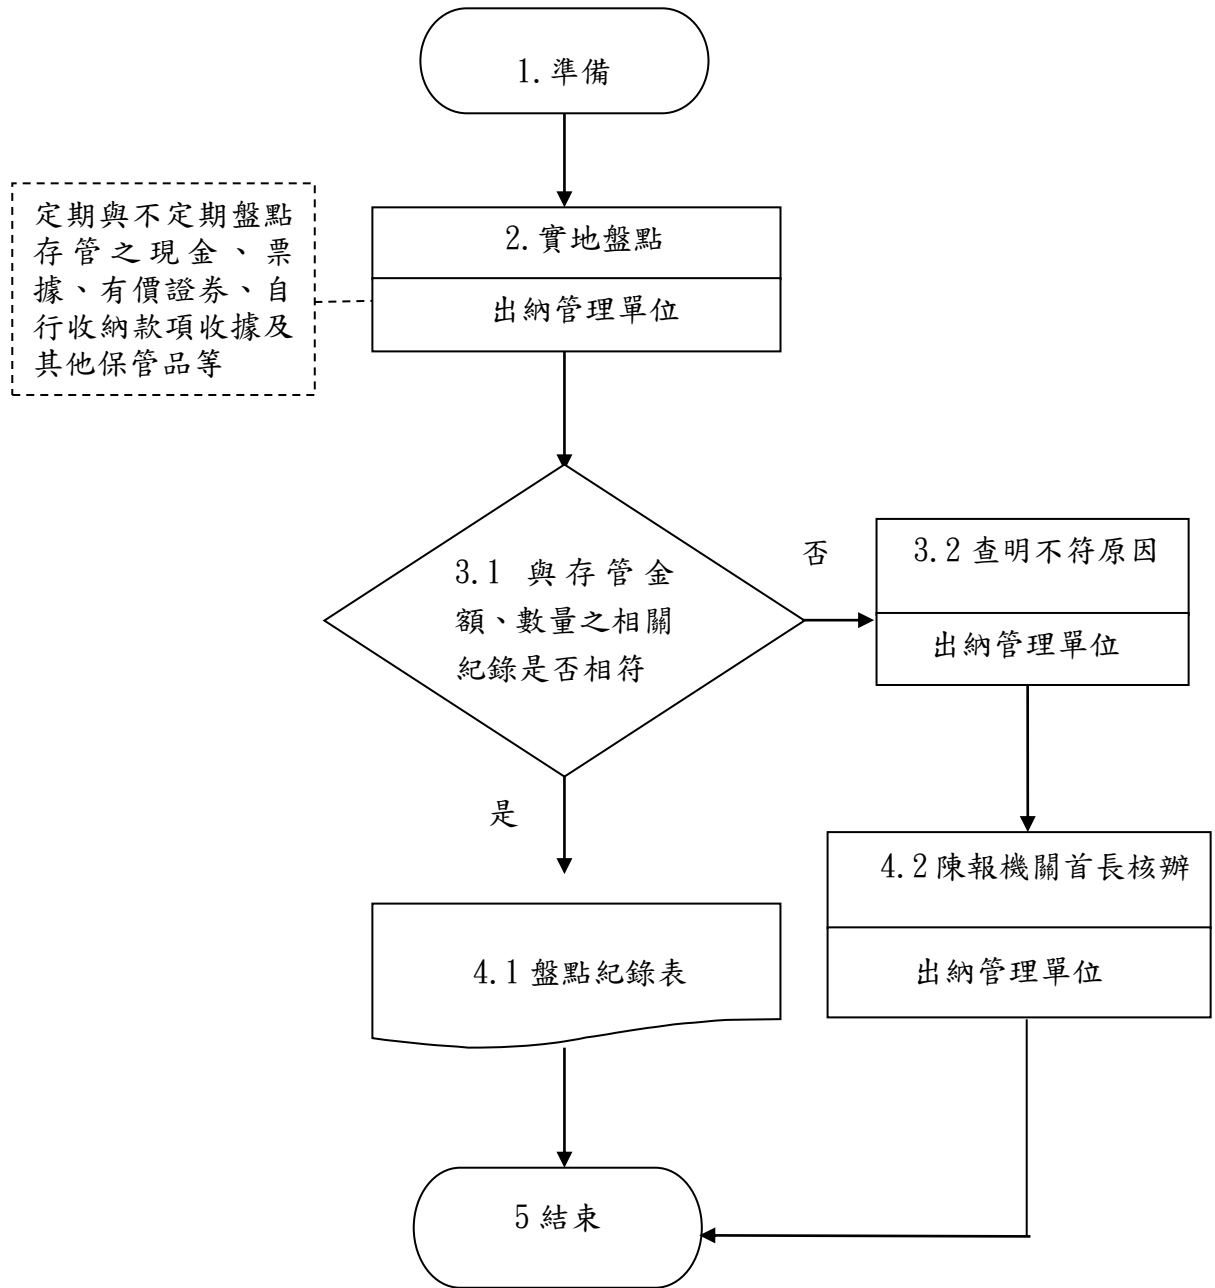 1.準備
定期與不定期盤點
存管之現金、票
據、有價證券、自
行收納款項收據及
其他保管品等
2.實地盤點
出納管理單位
3.1 與存管金
額、數量之相關
紀錄是否相符
否
3.2 查明不符原因
出納管理單位
是
4.2 陳報機關首長核辦
出納管理單位
4.1 盤點紀錄表
5 結束